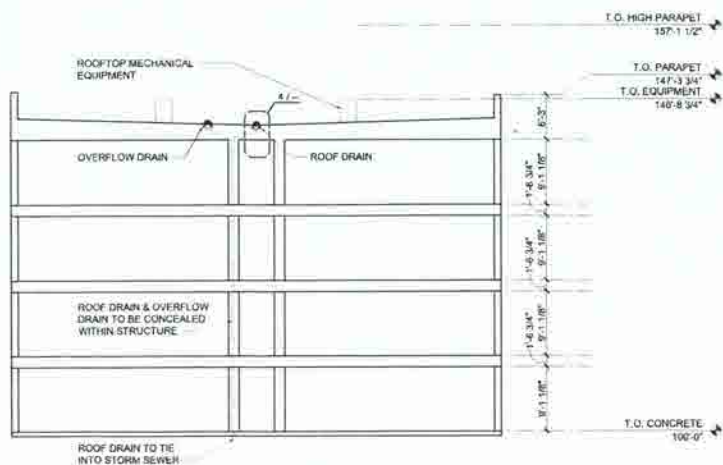 T.O. HIGH PARAPET
157'-1 1/2"
ROOFTOP MECHANICAL
EQUIPMENT
T.O. PARAPET
147'-3 3/4"
T.O. EQUIPMENT
146'-8 3/4"
4 / --
OVERFLOW DRAIN
ROOF DRAIN
6'-3"
1'-6 3/4"
9'-1 1/8"
1'-6 3/4"
9'-1 1/8"
ROOF DRAIN & OVERFLOW
DRAIN TO BE CONCEALED
WITHIN STRUCTURE
1'-6 3/4"
9'-1 1/8"
9'-1 1/8"
T.O. CONCRETE
100'-0"
ROOF DRAIN TO TIE
INTO STORM SEWER